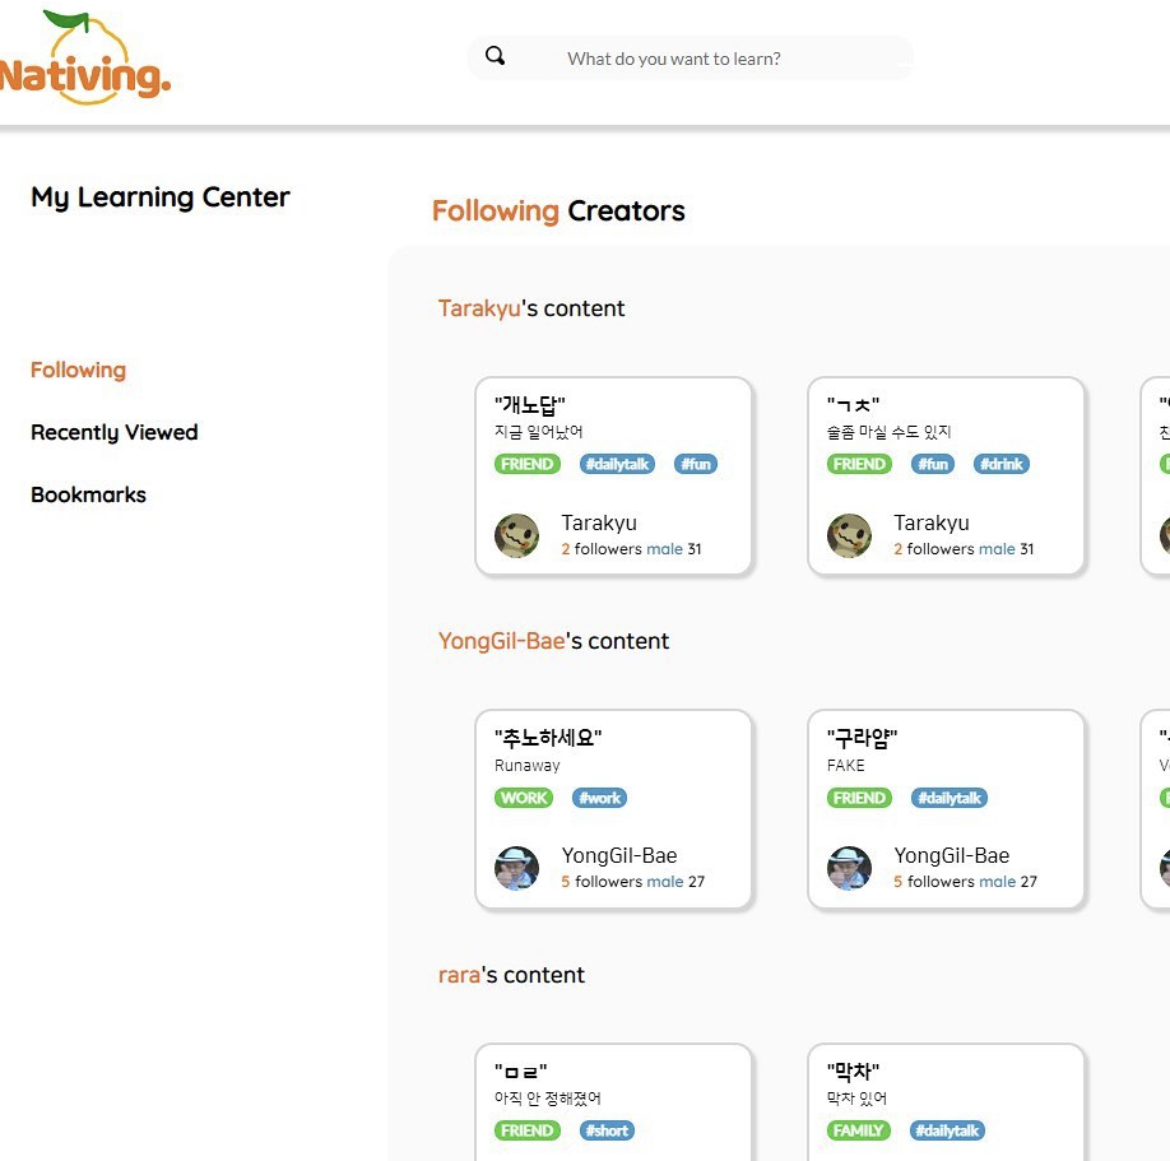 Nativing.
What do you want to learn?
My Learning Center
Following
Recently Viewed
Bookmarks
Following Creators
Tarakyu's content
"개노답"
지금 일어났어
FRIEND #dailytalk #fun
Tarakyu
2 followers male 31
"ㄱㅊ"
술좀 마실 수도 있지
FRIEND #fun #drink
Tarakyu
2 followers male 31
YongGil-Bae's content
"추노하세요"
Runaway
WORK #work
YongGil-Bae
5 followers male 27
"구라얌"
FAKE
FRIEND #dailytalk
YongGil-Bae
5 followers male 27
rara's content
"ㅁㄹ"
아직 안 정해졌어
FRIEND #short
"막차"
막차 있어
FAMILY #dailytalk